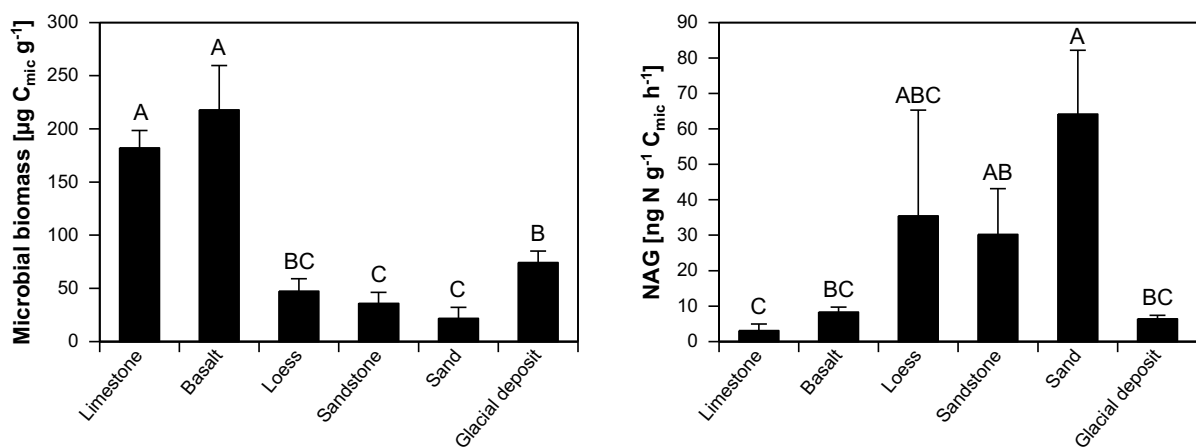 Microbial biomass [µg C_mic g⁻¹]
300
250
200
150
100
50
0
A
A
BC
C
C
B
Limestone
Basalt
Loess
Sandstone
Sand
Glacial deposit
NAG [ng N g⁻¹ C_mic h⁻¹]
90
80
70
60
50
40
30
20
10
0
C
BC
ABC
AB
A
BC
Limestone
Basalt
Loess
Sandstone
Sand
Glacial deposit